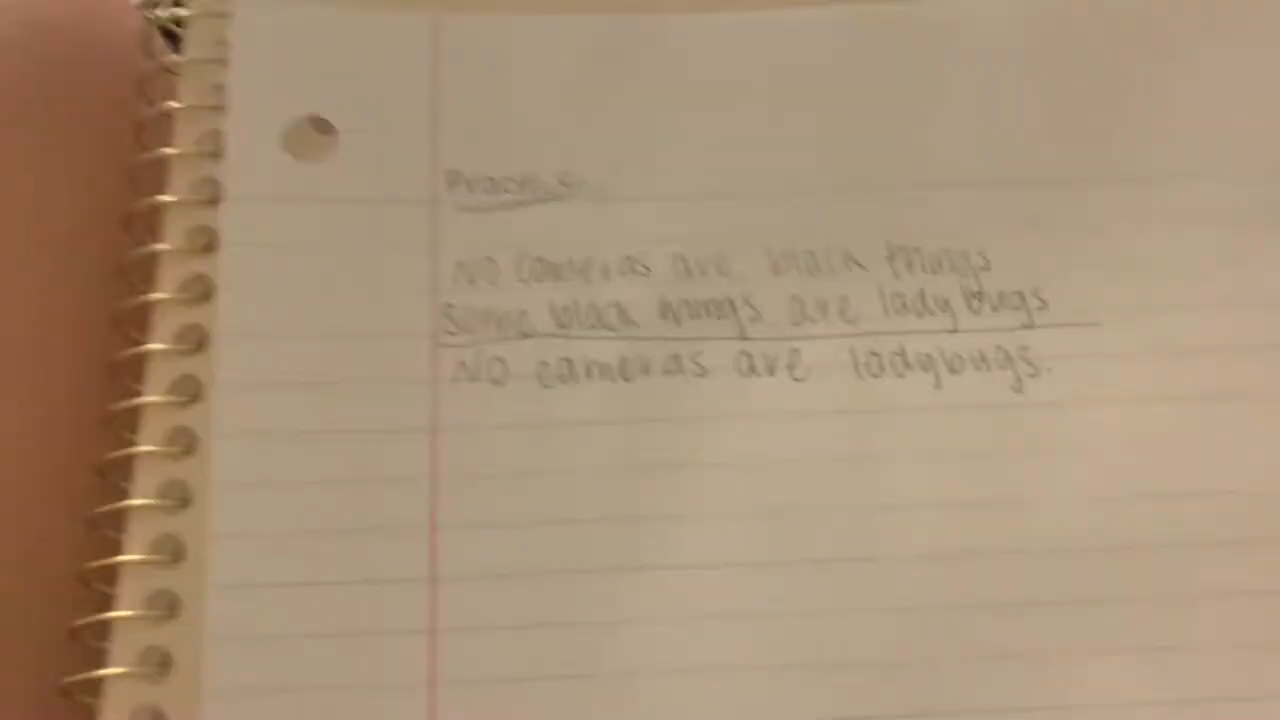 Practice
No cameras are black things
Some black things are ladybugs
No cameras are ladybugs.